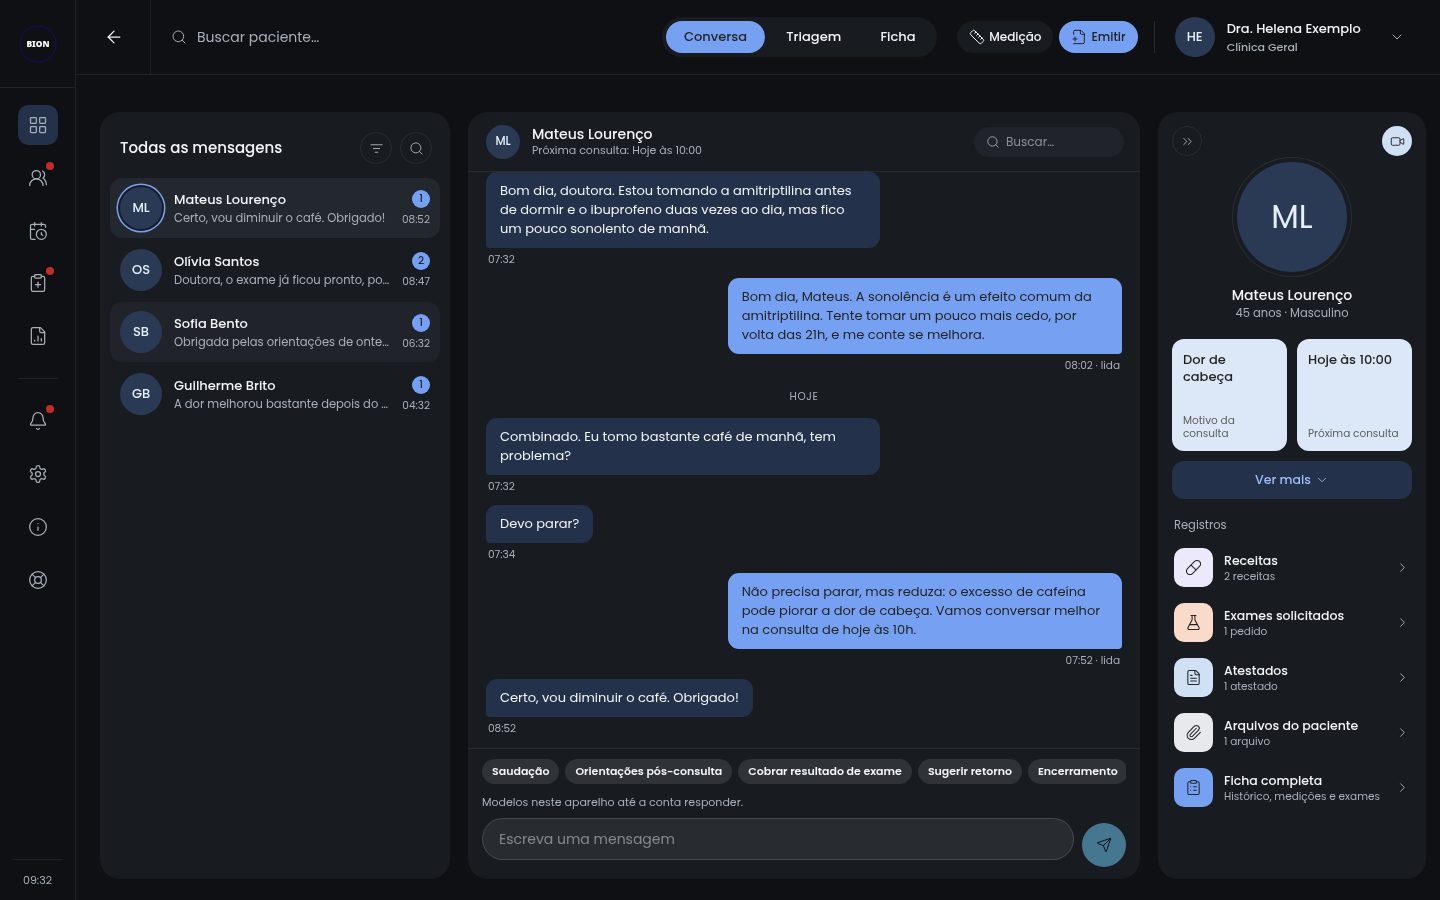 BION
Buscar paciente...
Conversa
Triagem
Ficha
Medição
Emitir
HE
Dra. Helena Exemplo
Clínica Geral
Todas as mensagens
ML
Mateus Lourenço
1
Certo, vou diminuir o café. Obrigado!
08:52
OS
Olívia Santos
2
Doutora, o exame já ficou pronto, po...
08:47
SB
Sofia Bento
1
Obrigada pelas orientações de onte...
06:32
GB
Guilherme Brito
1
A dor melhorou bastante depois do ...
04:32
09:32
ML
Mateus Lourenço
Próxima consulta: Hoje às 10:00
Buscar...
Bom dia, doutora. Estou tomando a amitriptilina antes
de dormir e o ibuprofeno duas vezes ao dia, mas fico
um pouco sonolento de manhã.
07:32
Bom dia, Mateus. A sonolência é um efeito comum da
amitriptilina. Tente tomar um pouco mais cedo, por
volta das 21h, e me conte se melhora.
08:02 · lida
HOJE
Combinado. Eu tomo bastante café de manhã, tem
problema?
07:32
Devo parar?
07:34
Não precisa parar, mas reduza: o excesso de cafeína
pode piorar a dor de cabeça. Vamos conversar melhor
na consulta de hoje às 10h.
07:52 · lida
Certo, vou diminuir o café. Obrigado!
08:52
Saudação
Orientações pós-consulta
Cobrar resultado de exame
Sugerir retorno
Encerramento
Modelos neste aparelho até a conta responder.
Escreva uma mensagem
ML
Mateus Lourenço
45 anos · Masculino
Dor de
cabeça
Motivo da
consulta
Hoje às 10:00
Próxima consulta
Ver mais
Registros
Receitas
2 receitas
Exames solicitados
1 pedido
Atestados
1 atestado
Arquivos do paciente
1 arquivo
Ficha completa
Histórico, medições e exames